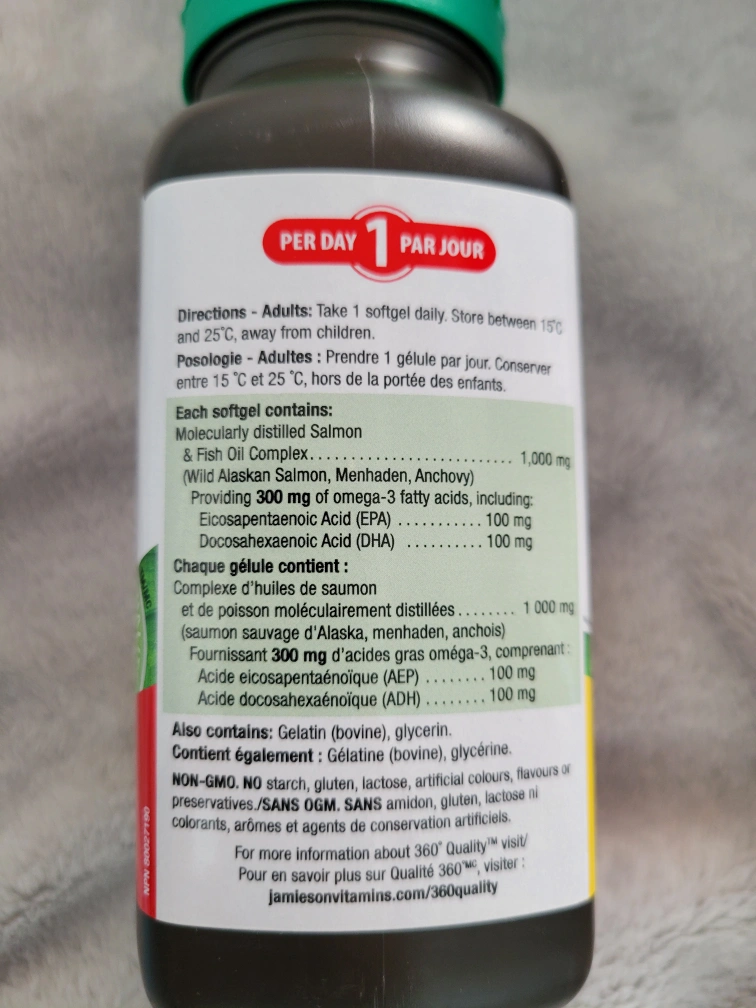 PER DAY 1 PAR JOUR
Directions - Adults: Take 1 softgel daily. Store between 15°C
and 25°C, away from children.
Posologie - Adultes : Prendre 1 gélule par jour. Conserver
entre 15 °C et 25 °C, hors de la portée des enfants.
Each softgel contains:
Molecularly distilled Salmon
& Fish Oil Complex........................... 1,000 mg
(Wild Alaskan Salmon, Menhaden, Anchovy)
Providing 300 mg of omega-3 fatty acids, including:
Eicosapentaenoic Acid (EPA) ........... 100 mg
Docosahexaenoic Acid (DHA) .......... 100 mg
Chaque gélule contient :
Complexe d'huiles de saumon
et de poisson moléculairement distillées........ 1 000 mg
(saumon sauvage d'Alaska, menhaden, anchois)
Fournissant 300 mg d'acides gras oméga-3, comprenant :
Acide eicosapentaénoïque (AEP) ........ 100 mg
Acide docosahexaénoïque (ADH) ........ 100 mg
Also contains: Gelatin (bovine), glycerin.
Contient également : Gélatine (bovine), glycérine.
NON-GMO. NO starch, gluten, lactose, artificial colours, flavours or
preservatives./SANS OGM. SANS amidon, gluten, lactose ni
colorants, arômes et agents de conservation artificiels.
For more information about 360° Quality™ visit/
Pour en savoir plus sur Qualité 360°ᴹᶜ, visiter :
jamiesonvitamins.com/360quality
NPN 80027190